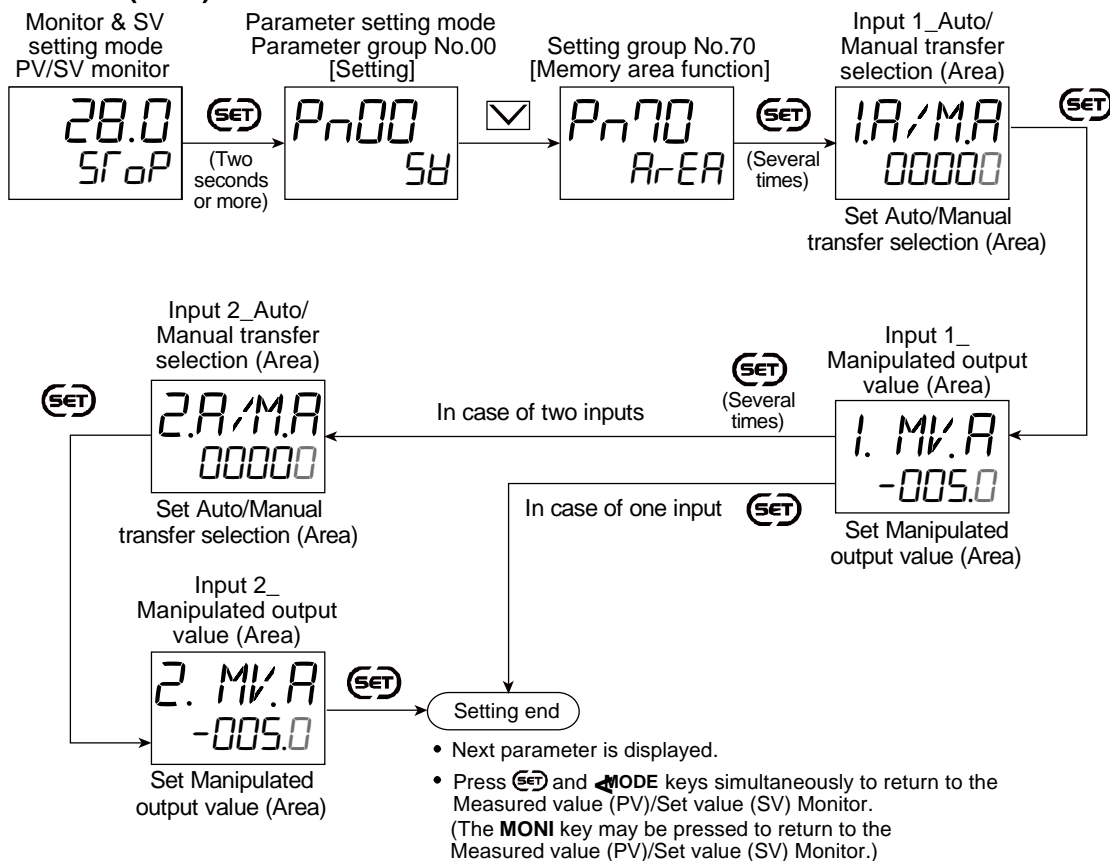 Monitor & SV
setting mode
PV/SV monitor
28.0
SToP
SET
(Two
seconds
or more)
Parameter setting mode
Parameter group No.00
[Setting]
Pn00
Setting group No.70
[Memory area function]
Pn70
ArEA
SET
(Several
times)
Input 1_Auto/
Manual transfer
selection (Area)
1.A/M.A
00000
Set Auto/Manual
transfer selection (Area)
SET
Input 1_
Manipulated output
value (Area)
1. MV.A
-005.0
Set Manipulated
output value (Area)
SET
(Several
times)
In case of two inputs
In case of one input
SET
Input 2_Auto/
Manual transfer
selection (Area)
2.A/M.A
00000
Set Auto/Manual
transfer selection (Area)
SET
Input 2_
Manipulated output
value (Area)
2. MV.A
-005.0
Set Manipulated
output value (Area)
SET
Setting end
• Next parameter is displayed.
• Press SET and <MODE keys simultaneously to return to the
Measured value (PV)/Set value (SV) Monitor.
(The MONI key may be pressed to return to the
Measured value (PV)/Set value (SV) Monitor.)